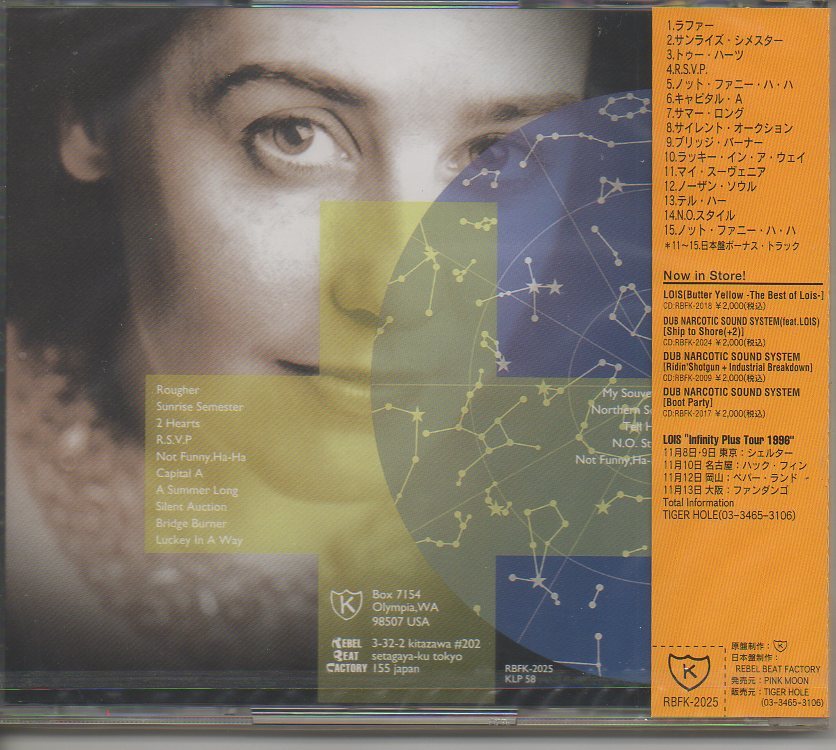 Rougher
Sunrise Semester
2 Hearts
R.S.V.P
Not Funny,Ha-Ha
Capital A
A Summer Long
Silent Auction
Bridge Burner
Luckey In A Way
My Souve
Northern S
Tell H
N.O. St
Not Funny,Ha-
K
Box 7154
Olympia,WA
98507 USA
REBEL BEAT FACTORY
3-32-2 kitazawa #202
setagaya-ku tokyo
155 japan
RBFK-2025
KLP 58
1.ラファー
2.サンライズ・シメスター
3.トゥー・ハーツ
4.R.S.V.P.
5.ノット・ファニー・ハ・ハ
6.キャピタル・A
7.サマー・ロング
8.サイレント・オークション
9.ブリッジ・バーナー
10.ラッキー・イン・ア・ウェイ
11.マイ・スーヴェニア
12.ノーザン・ソウル
13.テル・ハー
14.N.O.スタイル
15.ノット・ファニー・ハ・ハ
*11〜15.日本盤ボーナス・トラック
Now in Store!
LOIS[Butter Yellow -The Best of Lois-]
CD:RBFK-2018 ¥2,000(税込)
DUB NARCOTIC SOUND SYSTEM(feat.LOIS)
[Ship to Shore(+2)]
CD:RBFK-2024 ¥2,000(税込)
DUB NARCOTIC SOUND SYSTEM
[Ridin'Shotgun + Industrial Breakdown]
CD:RBFK-2009 ¥2,000(税込)
DUB NARCOTIC SOUND SYSTEM
[Boot Party]
CD:RBFK-2017 ¥2,000(税込)
LOIS "Infinity Plus Tour 1996"
11月8日・9日 東京：シェルター
11月10日 名古屋：ハック・フィン
11月12日 岡山：ペパー・ランド
11月13日 大阪：ファンダンゴ
Total Information
TIGER HOLE(03-3465-3106)
K
RBFK-2025
原盤制作：K
日本盤制作：
REBEL BEAT FACTORY
発売元：PINK MOON
販売元：TIGER HOLE
(03-3465-3106)